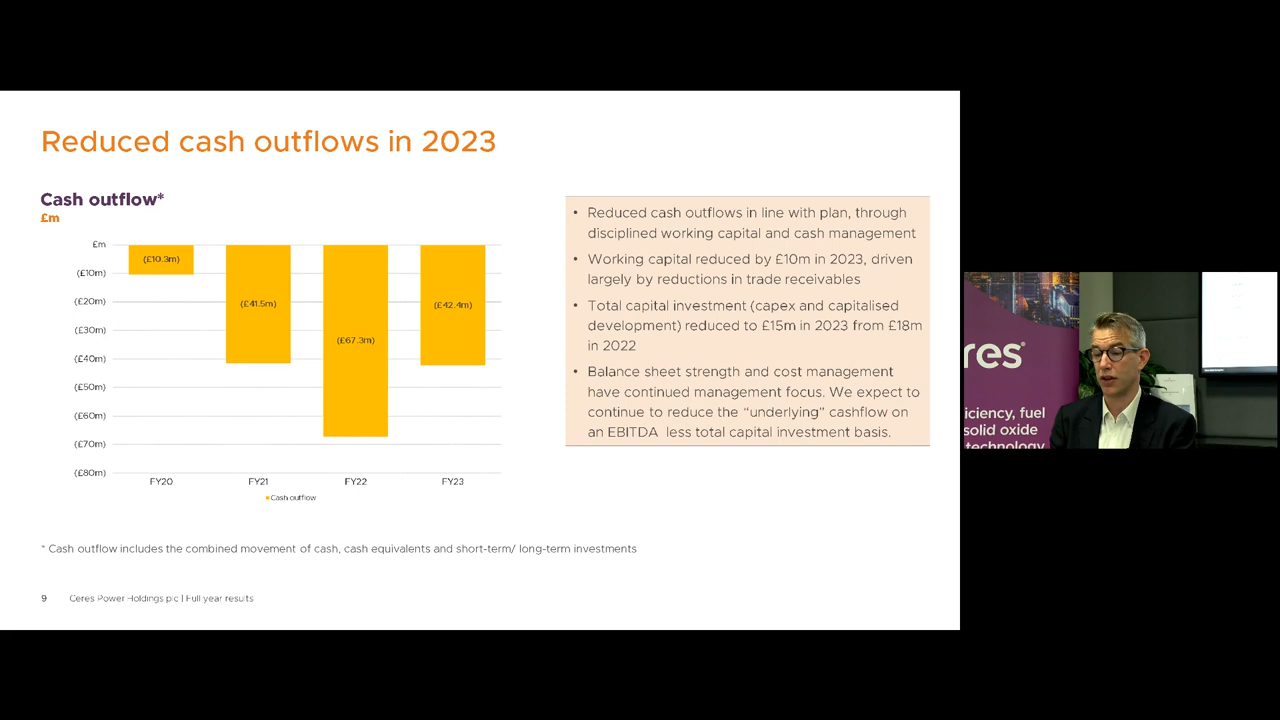 Reduced cash outflows in 2023
Cash outflow*
£m
£m
(£10m)
(£20m)
(£30m)
(£40m)
(£50m)
(£60m)
(£70m)
(£80m)
(£10.3m)
(£41.5m)
(£67.3m)
(£42.4m)
FY20
FY21
FY22
FY23
Cash outflow
• Reduced cash outflows in line with plan, through
disciplined working capital and cash management
• Working capital reduced by £10m in 2023, driven
largely by reductions in trade receivables
• Total capital investment (capex and capitalised
development) reduced to £15m in 2023 from £18m
in 2022
• Balance sheet strength and cost management
have continued management focus. We expect to
continue to reduce the “underlying” cashflow on
an EBITDA less total capital investment basis.
* Cash outflow includes the combined movement of cash, cash equivalents and short-term/ long-term investments
9 Ceres Power Holdings plc | Full year results
res®
iciency, fuel
solid oxide
technology